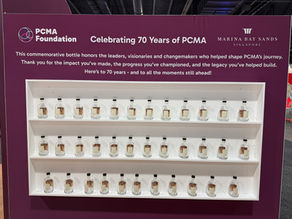 PCMA
Foundation
Celebrating 70 Years of PCMA
MARINA BAY SANDS
SINGAPORE
This commemorative bottle honors the leaders, visionaries and changemakers who helped shape PCMA's journey.
Thank you for the impact you've made, the progress you've championed, and the legacy you've helped build.
Here's to 70 years - and to all the moments still ahead!